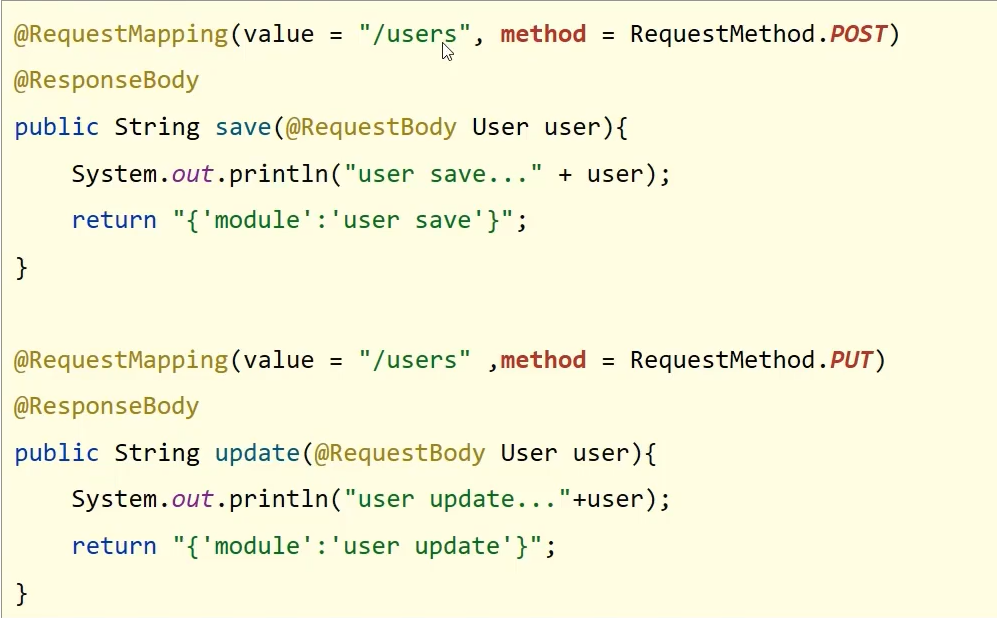 @RequestMapping(value = "/users", method = RequestMethod.POST)
@ResponseBody
public String save(@RequestBody User user){
    System.out.println("user save..." + user);
    return "{'module':'user save'}";
}
@RequestMapping(value = "/users" ,method = RequestMethod.PUT)
@ResponseBody
public String update(@RequestBody User user){
    System.out.println("user update..."+user);
    return "{'module':'user update'}";
}